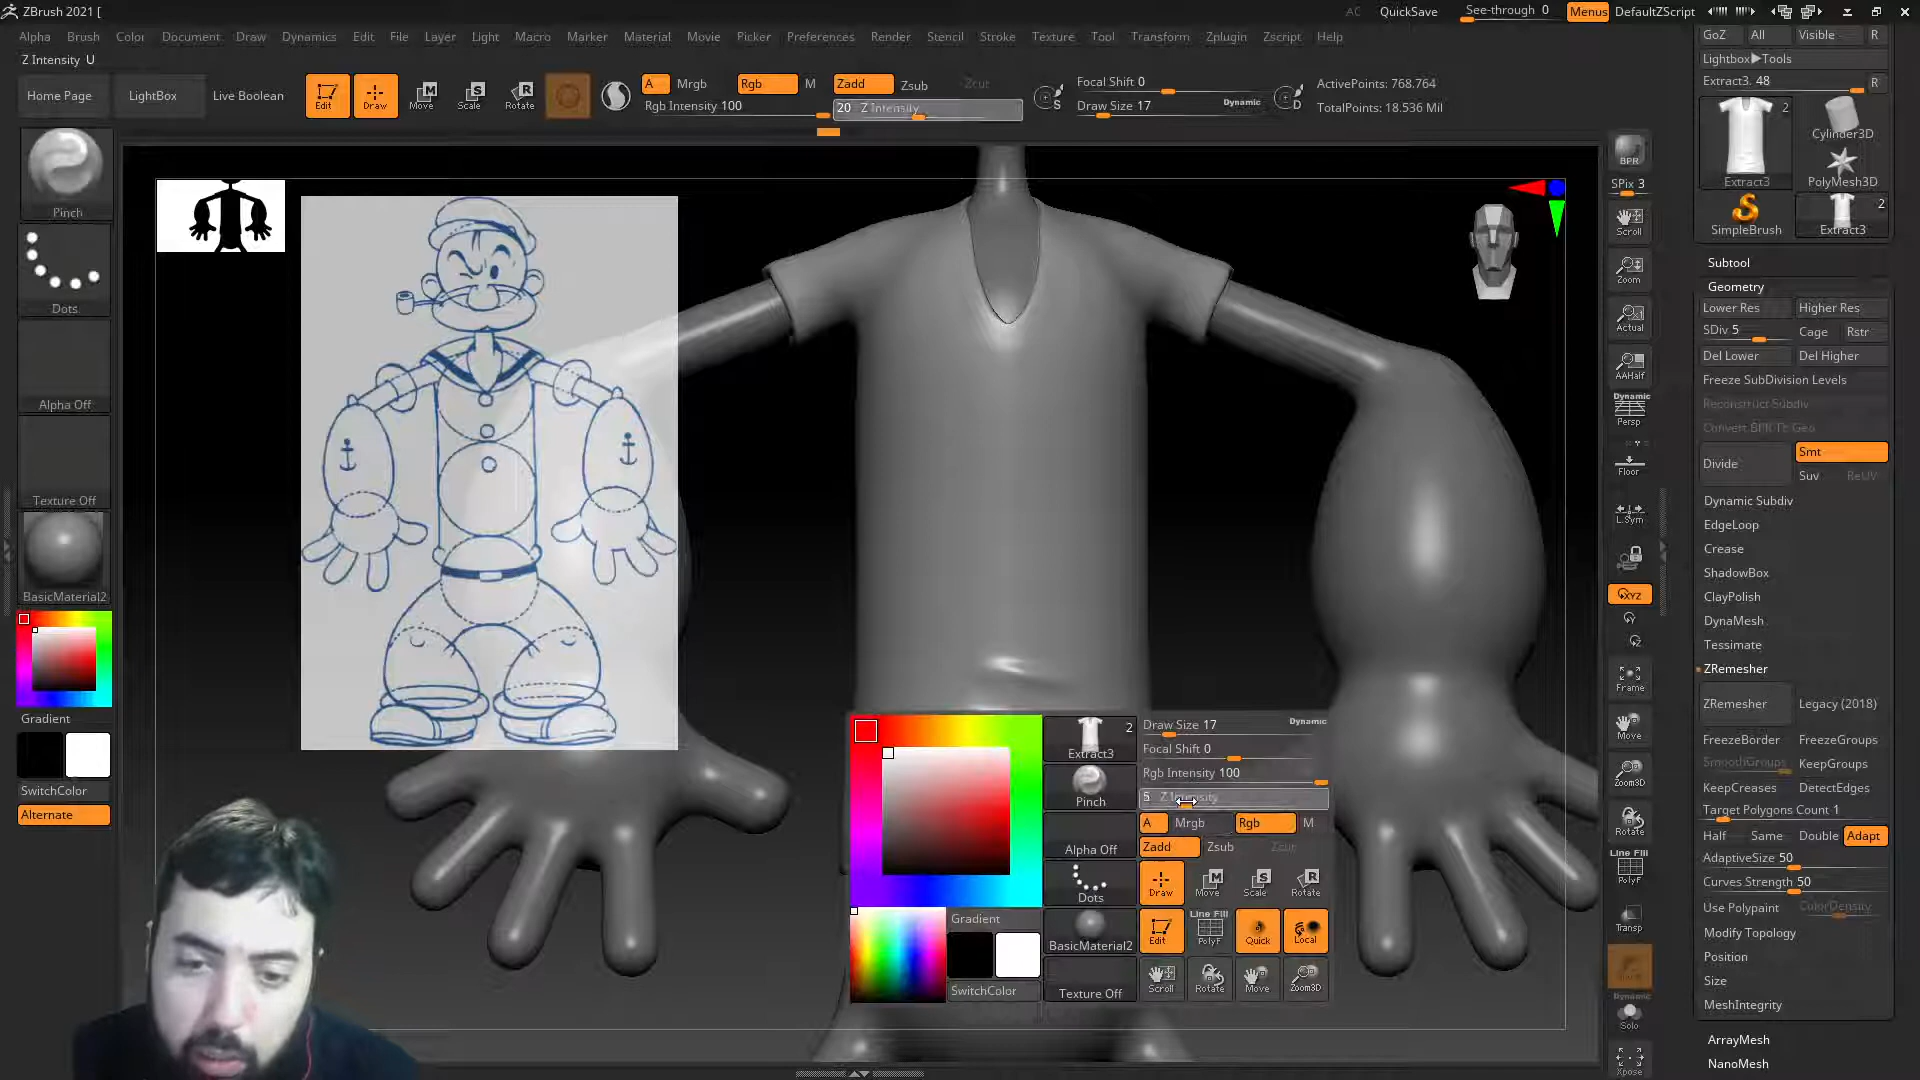 ZBrush 2021 [
AC
QuickSave
See-through 0
Menus
DefaultZScript
Alpha Brush Color Document Draw Dynamics Edit File Layer Light Macro Marker Material Movie Picker Preferences Render Stencil Stroke Texture Tool Transform Zplugin Zscript Help
Z Intensity U
Home Page
LightBox
Live Boolean
Edit
Draw
Move
Scale
Rotate
A
Mrgb
Rgb
M
Rgb Intensity 100
Zadd
Zsub
Zcut
20 Z Intensity
Focal Shift 0
Draw Size 17
Dynamic
S
D
ActivePoints: 768.764
TotalPoints: 18.536 Mil
Pinch
Dots
Alpha Off
Texture Off
BasicMaterial2
Gradient
SwitchColor
Alternate
Draw Size 17
Dynamic
Focal Shift 0
Rgb Intensity 100
5 Z Intensity
A
Mrgb
Rgb
M
Zadd
Zsub
Zcut
2
Extract3
Pinch
Alpha Off
Dots
BasicMaterial2
Texture Off
Draw
Move
Scale
Rotate
Edit
Line Fill
PolyF
Quick
Local
Scroll
Rotate
Move
Zoom3D
Gradient
SwitchColor
BPR
SPix 3
Scroll
Zoom
Actual
AAHalf
Dynamic
Persp
Floor
L.Sym
XYZ
Y
Z
Frame
Move
Zoom3D
Rotate
Line Fill
PolyF
Transp
Dynamic
Solo
Xpose
GoZ
All
Visible
R
Lightbox▶Tools
Extract3. 48
R
2
Extract3
Cylinder3D
PolyMesh3D
SimpleBrush
2
Extract3
Subtool
Geometry
Lower Res
Higher Res
SDiv 5
Cage
Rstr
Del Lower
Del Higher
Freeze SubDivision Levels
Reconstruct Subdiv
Convert BPR To Geo
Divide
Smt
Suv
ReUV
Dynamic Subdiv
EdgeLoop
Crease
ShadowBox
ClayPolish
DynaMesh
Tessimate
ZRemesher
ZRemesher
Legacy (2018)
FreezeBorder
FreezeGroups
SmoothGroups
KeepGroups
KeepCreases
DetectEdges
Target Polygons Count 1
Half
Same
Double
Adapt
AdaptiveSize 50
Curves Strength 50
Use Polypaint
ColorDensity
Modify Topology
Position
Size
MeshIntegrity
ArrayMesh
NanoMesh